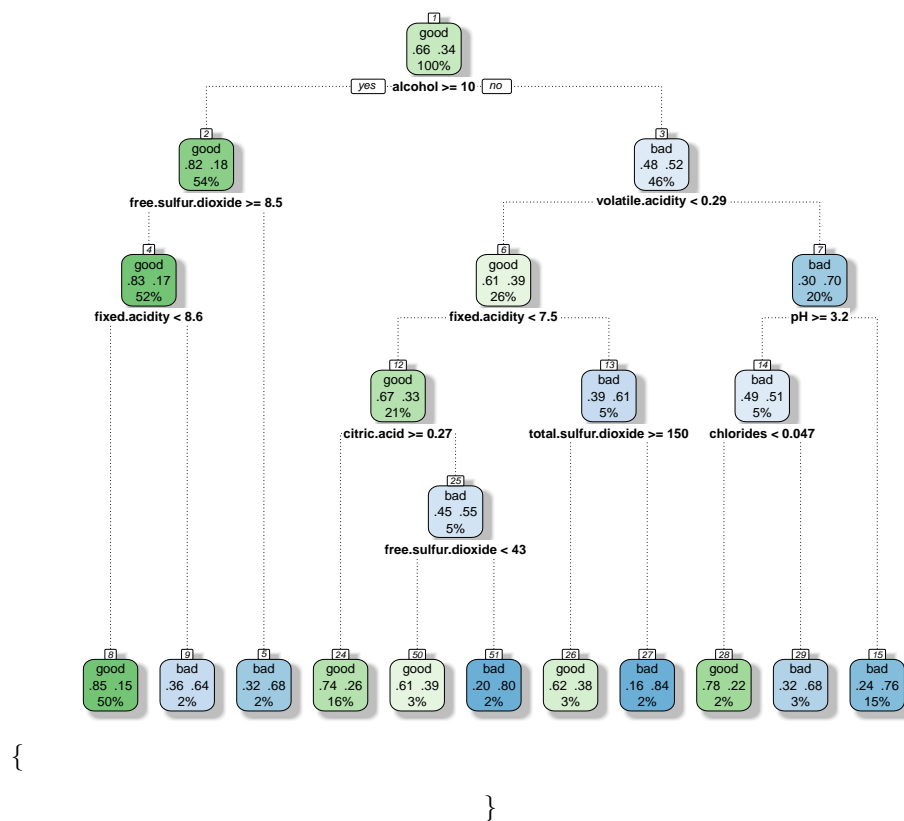 1
good
.66 .34
100%
yes alcohol >= 10 no
2 3
good bad
.82 .18 .48 .52
54% 46%
free.sulfur.dioxide >= 8.5 volatile.acidity < 0.29
4 6 7
good good bad
.83 .17 .61 .39 .30 .70
52% 26% 20%
fixed.acidity < 8.6 fixed.acidity < 7.5 pH >= 3.2
12 13 14
good bad bad
.67 .33 .39 .61 .49 .51
21% 5% 5%
citric.acid >= 0.27 total.sulfur.dioxide >= 150 chlorides < 0.047
25
bad
.45 .55
5%
free.sulfur.dioxide < 43
8 9 5 24 50 51 26 27 28 29 15
good bad bad good good bad good bad good bad bad
.85 .15 .36 .64 .32 .68 .74 .26 .61 .39 .20 .80 .62 .38 .16 .84 .78 .22 .32 .68 .24 .76
50% 2% 2% 16% 3% 2% 3% 2% 2% 3% 15%
{
}